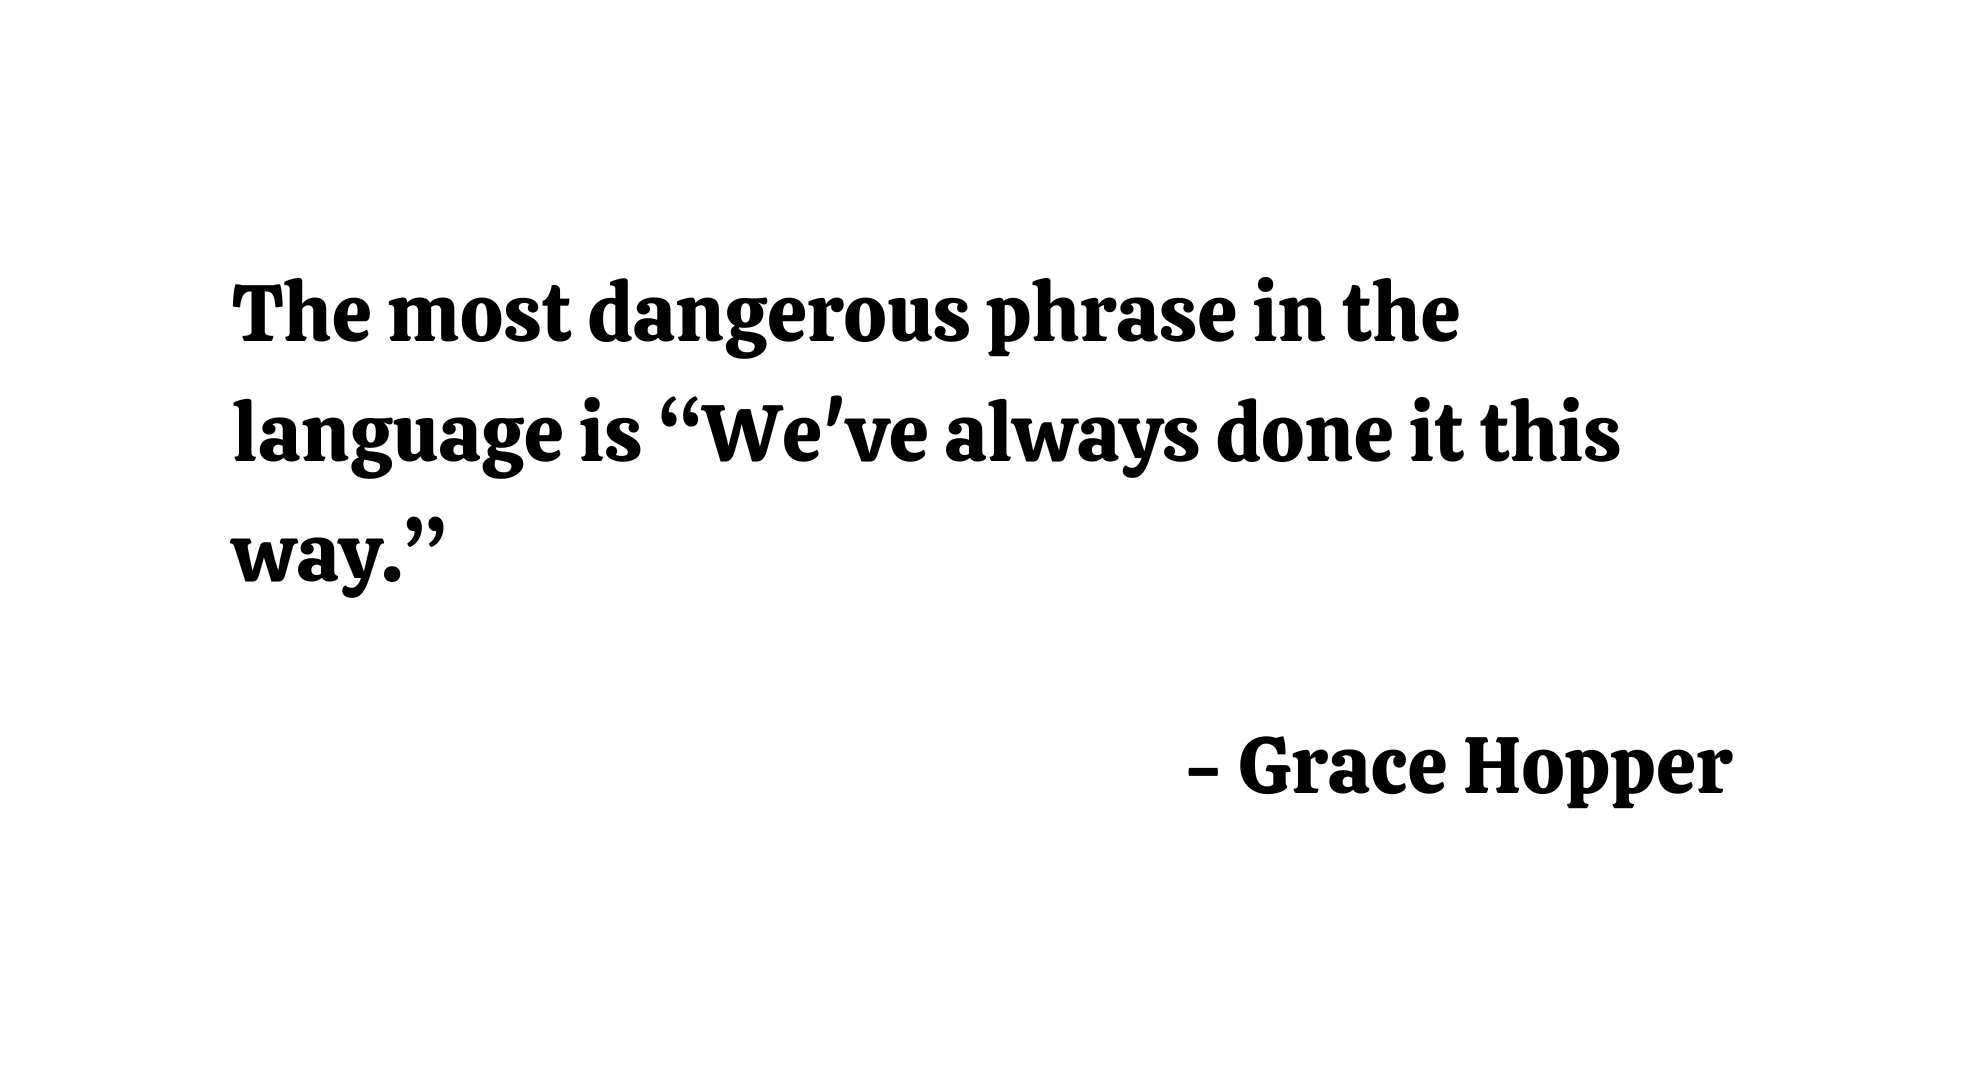 The most dangerous phrase in the
language is “We've always done it this
way.”
– Grace Hopper